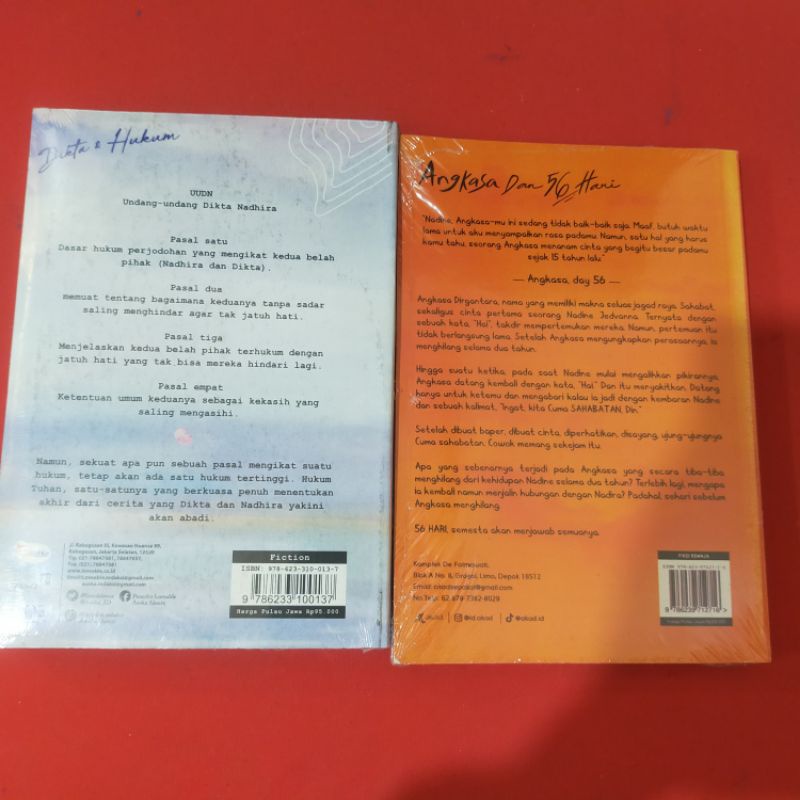 Dikta & Hukum
UUDN
Undang-undang Dikta Nadhira
Pasal satu
Dasar hukum perjodohan yang mengikat kedua belah
pihak (Nadhira dan Dikta).
Pasal dua
memuat tentang bagaimana keduanya tanpa sadar
saling menghindar agar tak jatuh hati.
Pasal tiga
Menjelaskan kedua belah pihak terhukum dengan
jatuh hati yang tak bisa mereka hindari lagi.
Pasal empat
Ketentuan umum keduanya sebagai kekasih yang
saling mengasihi.
Namun, sekuat apa pun sebuah pasal mengikat suatu
hukum, tetap akan ada satu hukum tertinggi. Hukum
Tuhan, satu-satunya yang berkuasa penuh menentukan
akhir dari cerita yang Dikta dan Nadhira yakini
akan abadi.
Kebagusan, Jakarta Selatan, 12520
Fiction
ISBN: 978-623-310-013-7
9 786233 100137
Harga Pulau Jawa Rp95.000
Angkasa Dan 56 Hari
"Nadine, Angkasa-mu ini sedang tidak baik-baik saja. Maaf, butuh waktu
lama untuk aku menyampaikan rasa padamu. Namun, satu hal yang harus
kamu tahu, seorang Angkasa menanam cinta yang begitu besar padamu
sejak 15 tahun lalu."
— Angkasa, day 56 —
Angkasa Dirgantara, nama yang memiliki makna seluas jagad raya. Sahabat,
sekaligus cinta pertama seorang Nadine Jedvanna. Ternyata dengan
sebuah kata, "Hai", takdir mempertemukan mereka. Namun, pertemuan itu
tidak berlangsung lama. Setelah Angkasa mengungkapkan perasaannya, ia
menghilang selama dua tahun.
Hingga suatu ketika, pada saat Nadine mulai mengalihkan pikirannya,
Angkasa datang kembali dengan kata, "Hai." Dan itu menyakitkan. Datang
hanya untuk ketemu dan mengabari kalau ia jadi dengan kembaran Nadine
dan sebuah kalimat, "Ingat, kita Cuma SAHABATAN, Din."
Setelah dibuat baper, dibuat cinta, diperhatikan, disayang, ujung-ujungnya
Cuma sahabatan. Cowok memang sekejam itu.
Apa yang sebenarnya terjadi pada Angkasa yang secara tiba-tiba
menghilang dari kehidupan Nadine selama dua tahun? Terlebih lagi, mengapa
ia kembali namun menjalin hubungan dengan Nadira? Padahal, sehari sebelum
Angkasa menghilang.
56 HARI, semesta akan menjawab semuanya.
Komplek De Fatmawati,
Blok A No. 8, Grogol, Limo, Depok 16512
No.Telp: 62 878-7382-8028
akad
@id.akad
akad.id
FIKSI REMAJA
9 786239 712716 >